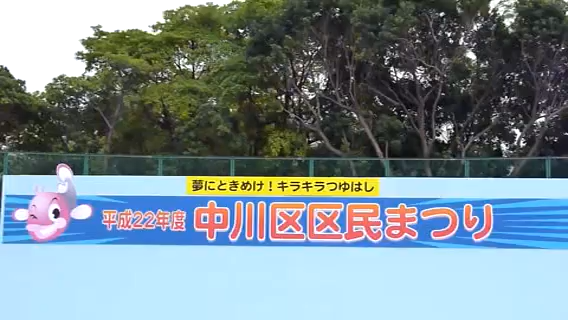 夢にときめけ！キラキラつゆはし
平成22年度 中川区区民まつり